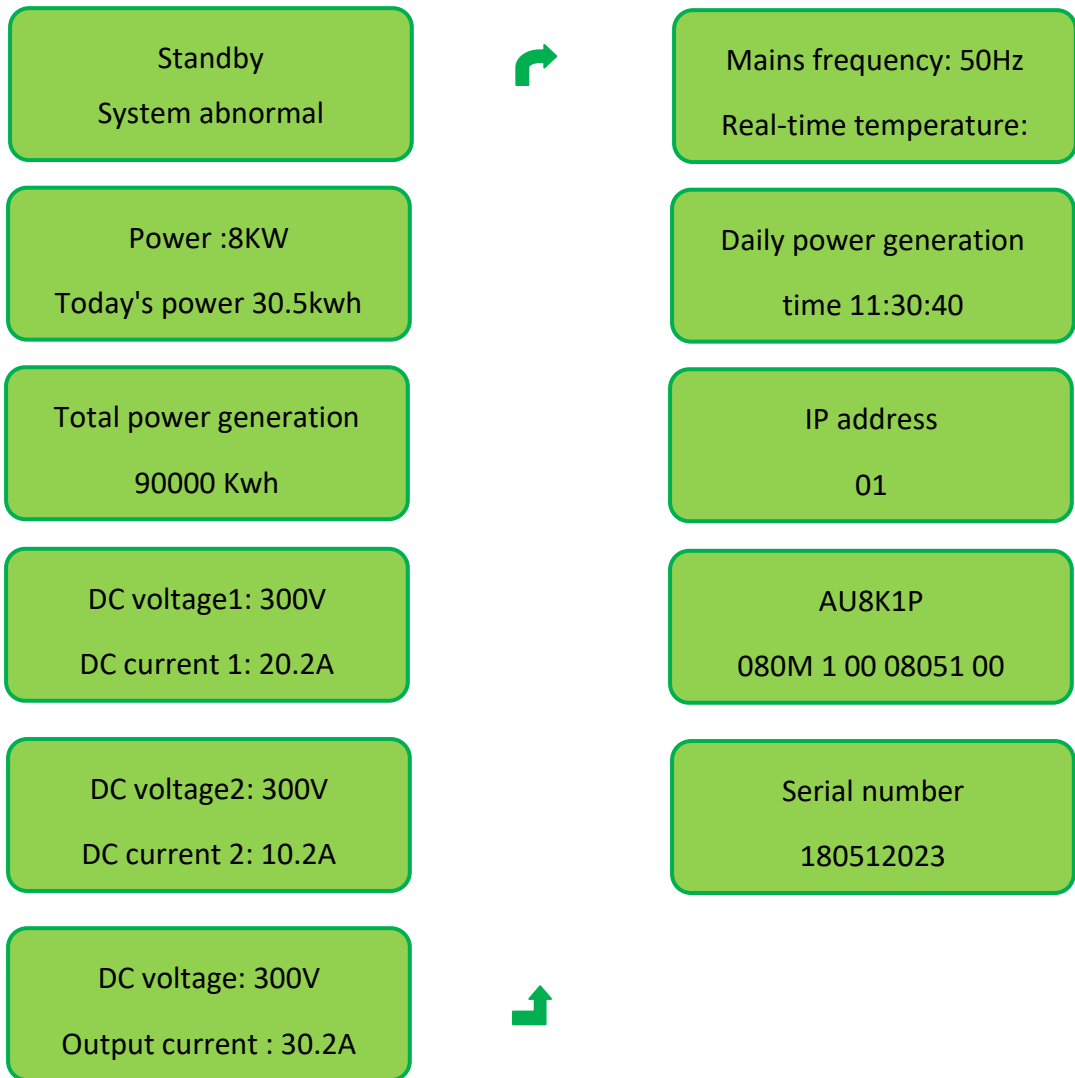 Standby
System abnormal
Power :8KW
Today's power 30.5kwh
Total power generation
90000 Kwh
DC voltage1: 300V
DC current 1: 20.2A
DC voltage2: 300V
DC current 2: 10.2A
DC voltage: 300V
Output current : 30.2A
Mains frequency: 50Hz
Real-time temperature:
Daily power generation
time 11:30:40
IP address
01
AU8K1P
080M 1 00 08051 00
Serial number
180512023